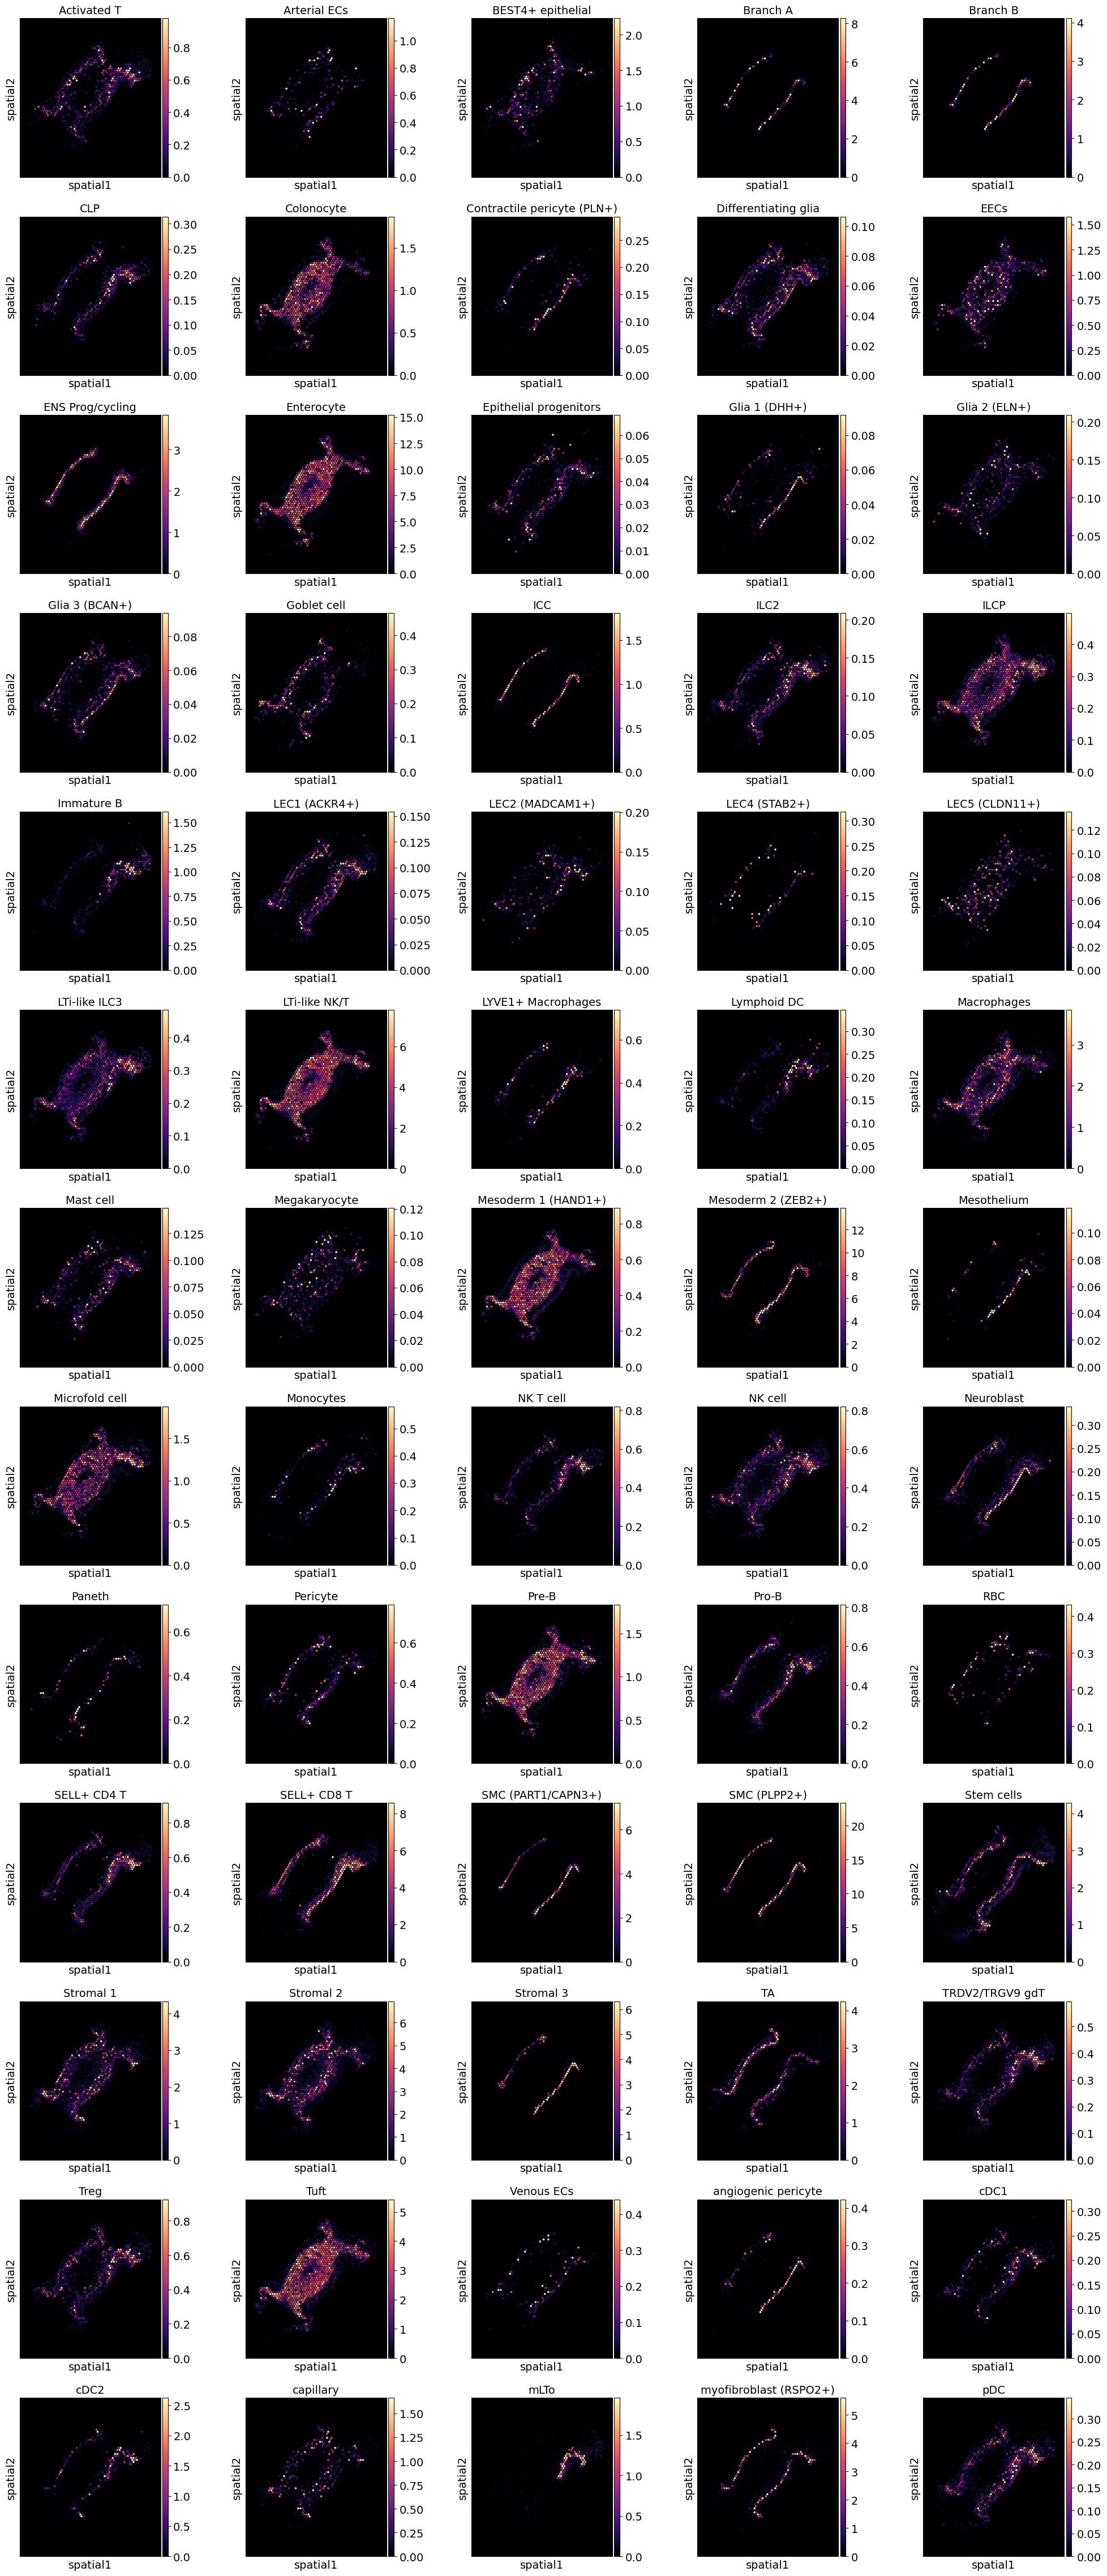 Activated T Arterial ECs BEST4+ epithelial Branch A Branch B
0.8 0.6 0.4 0.2 0.0
1.0 0.8 0.6 0.4 0.2 0.0
2.0 1.5 1.0 0.5 0.0
8 6 4 2 0
4 3 2 1 0
spatial2 spatial2 spatial2 spatial2 spatial2
spatial1 spatial1 spatial1 spatial1 spatial1
CLP Colonocyte Contractile pericyte (PLN+) Differentiating glia EECs
0.30 0.25 0.20 0.15 0.10 0.05 0.00
1.5 1.0 0.5 0.0
0.25 0.20 0.15 0.10 0.05 0.00
0.10 0.08 0.06 0.04 0.02 0.00
1.50 1.25 1.00 0.75 0.50 0.25 0.00
spatial2 spatial2 spatial2 spatial2 spatial2
spatial1 spatial1 spatial1 spatial1 spatial1
ENS Prog/cycling Enterocyte Epithelial progenitors Glia 1 (DHH+) Glia 2 (ELN+)
3 2 1 0
15.0 12.5 10.0 7.5 5.0 2.5 0.0
0.06 0.05 0.04 0.03 0.02 0.01 0.00
0.08 0.06 0.04 0.02 0.00
0.20 0.15 0.10 0.05 0.00
spatial2 spatial2 spatial2 spatial2 spatial2
spatial1 spatial1 spatial1 spatial1 spatial1
Glia 3 (BCAN+) Goblet cell ICC ILC2 ILCP
0.08 0.06 0.04 0.02 0.00
0.4 0.3 0.2 0.1 0.0
1.5 1.0 0.5 0.0
0.20 0.15 0.10 0.05 0.00
0.4 0.3 0.2 0.1 0.0
spatial2 spatial2 spatial2 spatial2 spatial2
spatial1 spatial1 spatial1 spatial1 spatial1
Immature B LEC1 (ACKR4+) LEC2 (MADCAM1+) LEC4 (STAB2+) LEC5 (CLDN11+)
1.50 1.25 1.00 0.75 0.50 0.25 0.00
0.150 0.125 0.100 0.075 0.050 0.025 0.000
0.20 0.15 0.10 0.05 0.00
0.30 0.25 0.20 0.15 0.10 0.05 0.00
0.12 0.10 0.08 0.06 0.04 0.02 0.00
spatial2 spatial2 spatial2 spatial2 spatial2
spatial1 spatial1 spatial1 spatial1 spatial1
LTi-like ILC3 LTi-like NK/T LYVE1+ Macrophages Lymphoid DC Macrophages
0.4 0.3 0.2 0.1 0.0
6 4 2 0
0.6 0.4 0.2 0.0
0.30 0.25 0.20 0.15 0.10 0.05 0.00
3 2 1 0
spatial2 spatial2 spatial2 spatial2 spatial2
spatial1 spatial1 spatial1 spatial1 spatial1
Mast cell Megakaryocyte Mesoderm 1 (HAND1+) Mesoderm 2 (ZEB2+) Mesothelium
0.125 0.100 0.075 0.050 0.025 0.000
0.12 0.10 0.08 0.06 0.04 0.02 0.00
0.8 0.6 0.4 0.2 0.0
12 10 8 6 4 2 0
0.10 0.08 0.06 0.04 0.02 0.00
spatial2 spatial2 spatial2 spatial2 spatial2
spatial1 spatial1 spatial1 spatial1 spatial1
Microfold cell Monocytes NK T cell NK cell Neuroblast
1.5 1.0 0.5 0.0
0.5 0.4 0.3 0.2 0.1 0.0
0.8 0.6 0.4 0.2 0.0
0.8 0.6 0.4 0.2 0.0
0.30 0.25 0.20 0.15 0.10 0.05 0.00
spatial2 spatial2 spatial2 spatial2 spatial2
spatial1 spatial1 spatial1 spatial1 spatial1
Paneth Pericyte Pre-B Pro-B RBC
0.6 0.4 0.2 0.0
0.6 0.4 0.2 0.0
1.5 1.0 0.5 0.0
0.8 0.6 0.4 0.2 0.0
0.4 0.3 0.2 0.1 0.0
spatial2 spatial2 spatial2 spatial2 spatial2
spatial1 spatial1 spatial1 spatial1 spatial1
SELL+ CD4 T SELL+ CD8 T SMC (PART1/CAPN3+) SMC (PLPP2+) Stem cells
0.8 0.6 0.4 0.2 0.0
8 6 4 2 0
6 4 2 0
20 15 10 5 0
4 3 2 1 0
spatial2 spatial2 spatial2 spatial2 spatial2
spatial1 spatial1 spatial1 spatial1 spatial1
Stromal 1 Stromal 2 Stromal 3 TA TRDV2/TRGV9 gdT
4 3 2 1 0
6 5 4 3 2 1 0
6 5 4 3 2 1 0
4 3 2 1 0
0.5 0.4 0.3 0.2 0.1 0.0
spatial2 spatial2 spatial2 spatial2 spatial2
spatial1 spatial1 spatial1 spatial1 spatial1
Treg Tuft Venous ECs angiogenic pericyte cDC1
0.8 0.6 0.4 0.2 0.0
5 4 3 2 1 0
0.4 0.3 0.2 0.1 0.0
0.4 0.3 0.2 0.1 0.0
0.30 0.25 0.20 0.15 0.10 0.05 0.00
spatial2 spatial2 spatial2 spatial2 spatial2
spatial1 spatial1 spatial1 spatial1 spatial1
cDC2 capillary mLTo myofibroblast (RSPO2+) pDC
2.5 2.0 1.5 1.0 0.5 0.0
1.50 1.25 1.00 0.75 0.50 0.25 0.00
1.5 1.0 0.5 0.0
5 4 3 2 1 0
0.30 0.25 0.20 0.15 0.10 0.05 0.00
spatial2 spatial2 spatial2 spatial2 spatial2
spatial1 spatial1 spatial1 spatial1 spatial1